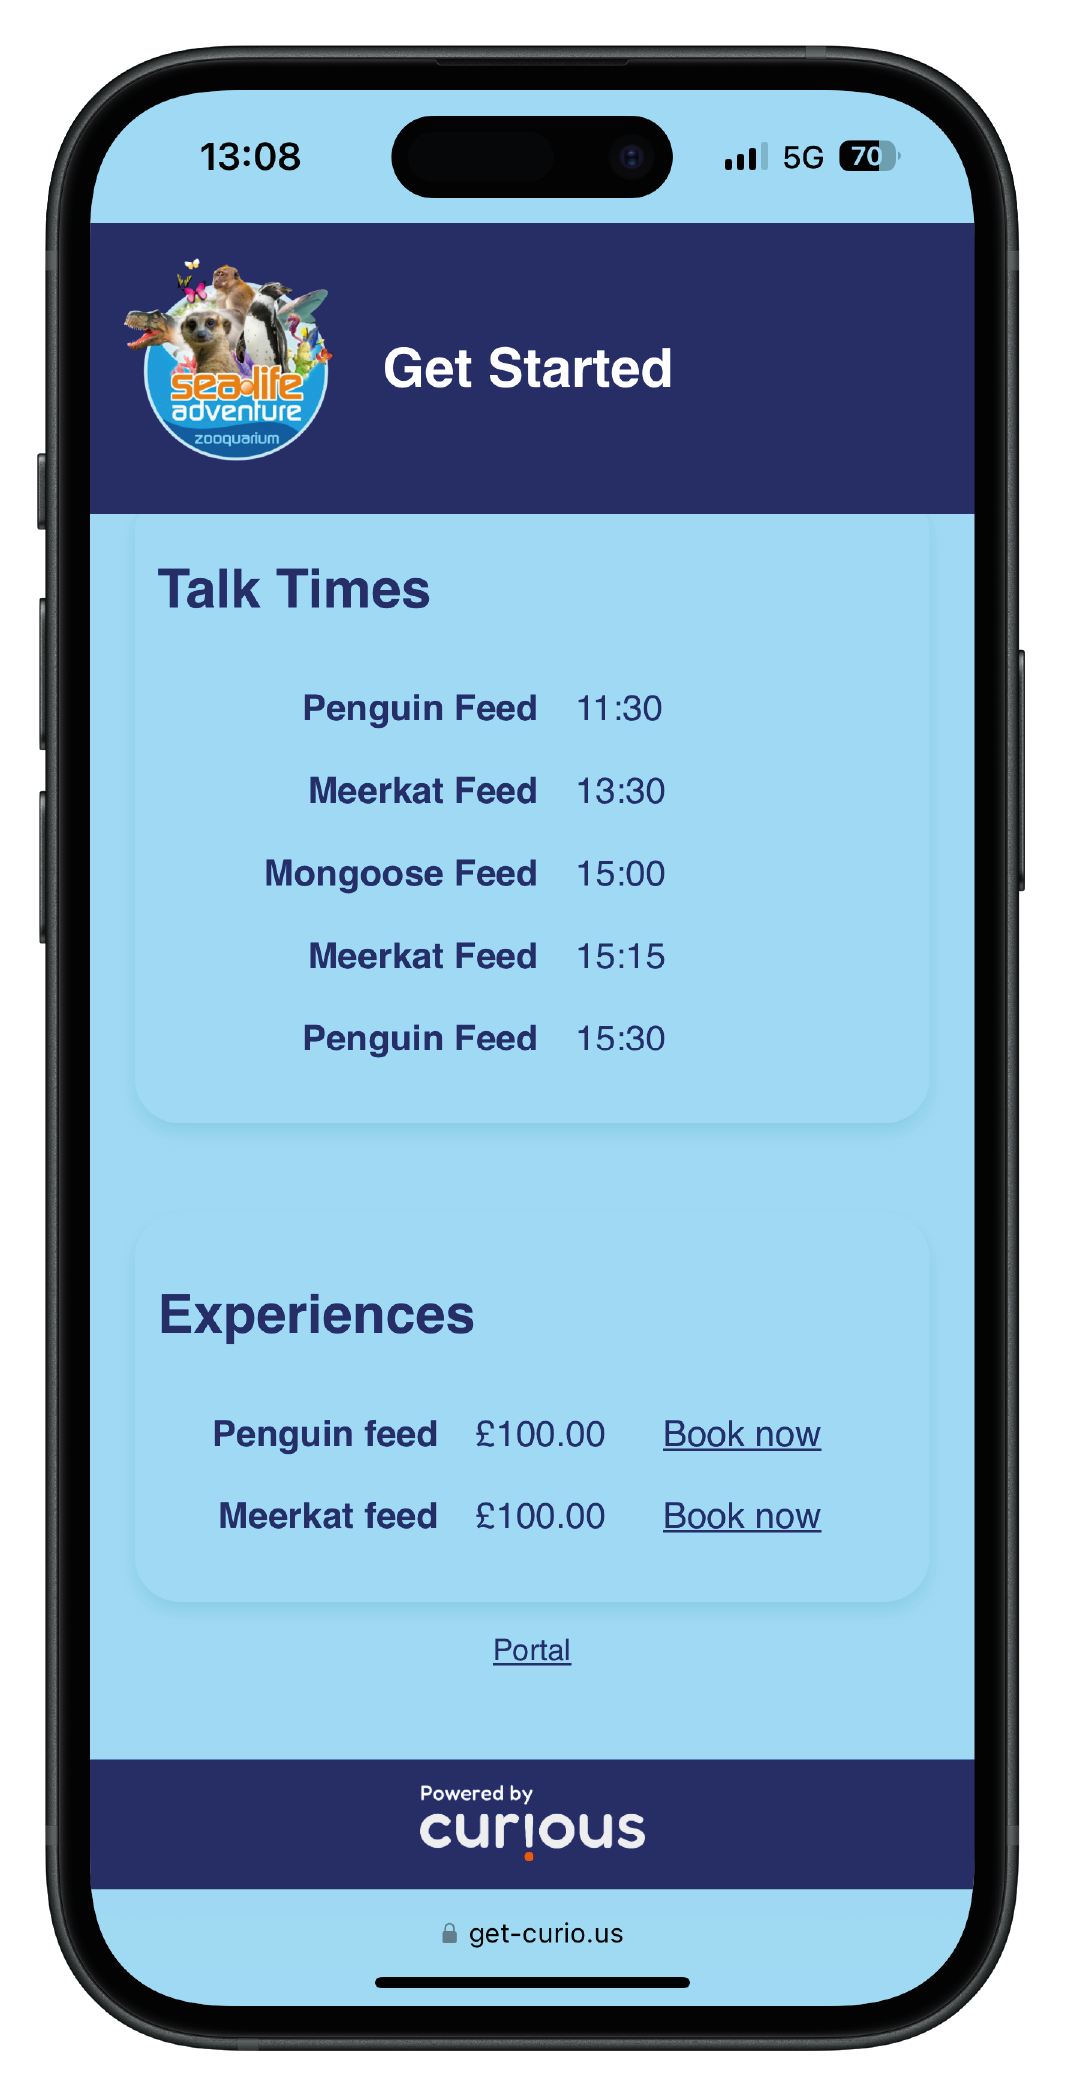 13:08
5G
70
sea life
adventure
zooquarium
Get Started
Talk Times
Penguin Feed 11:30
Meerkat Feed 13:30
Mongoose Feed 15:00
Meerkat Feed 15:15
Penguin Feed 15:30
Experiences
Penguin feed £100.00 Book now
Meerkat feed £100.00 Book now
Portal
Powered by
curious
get-curio.us